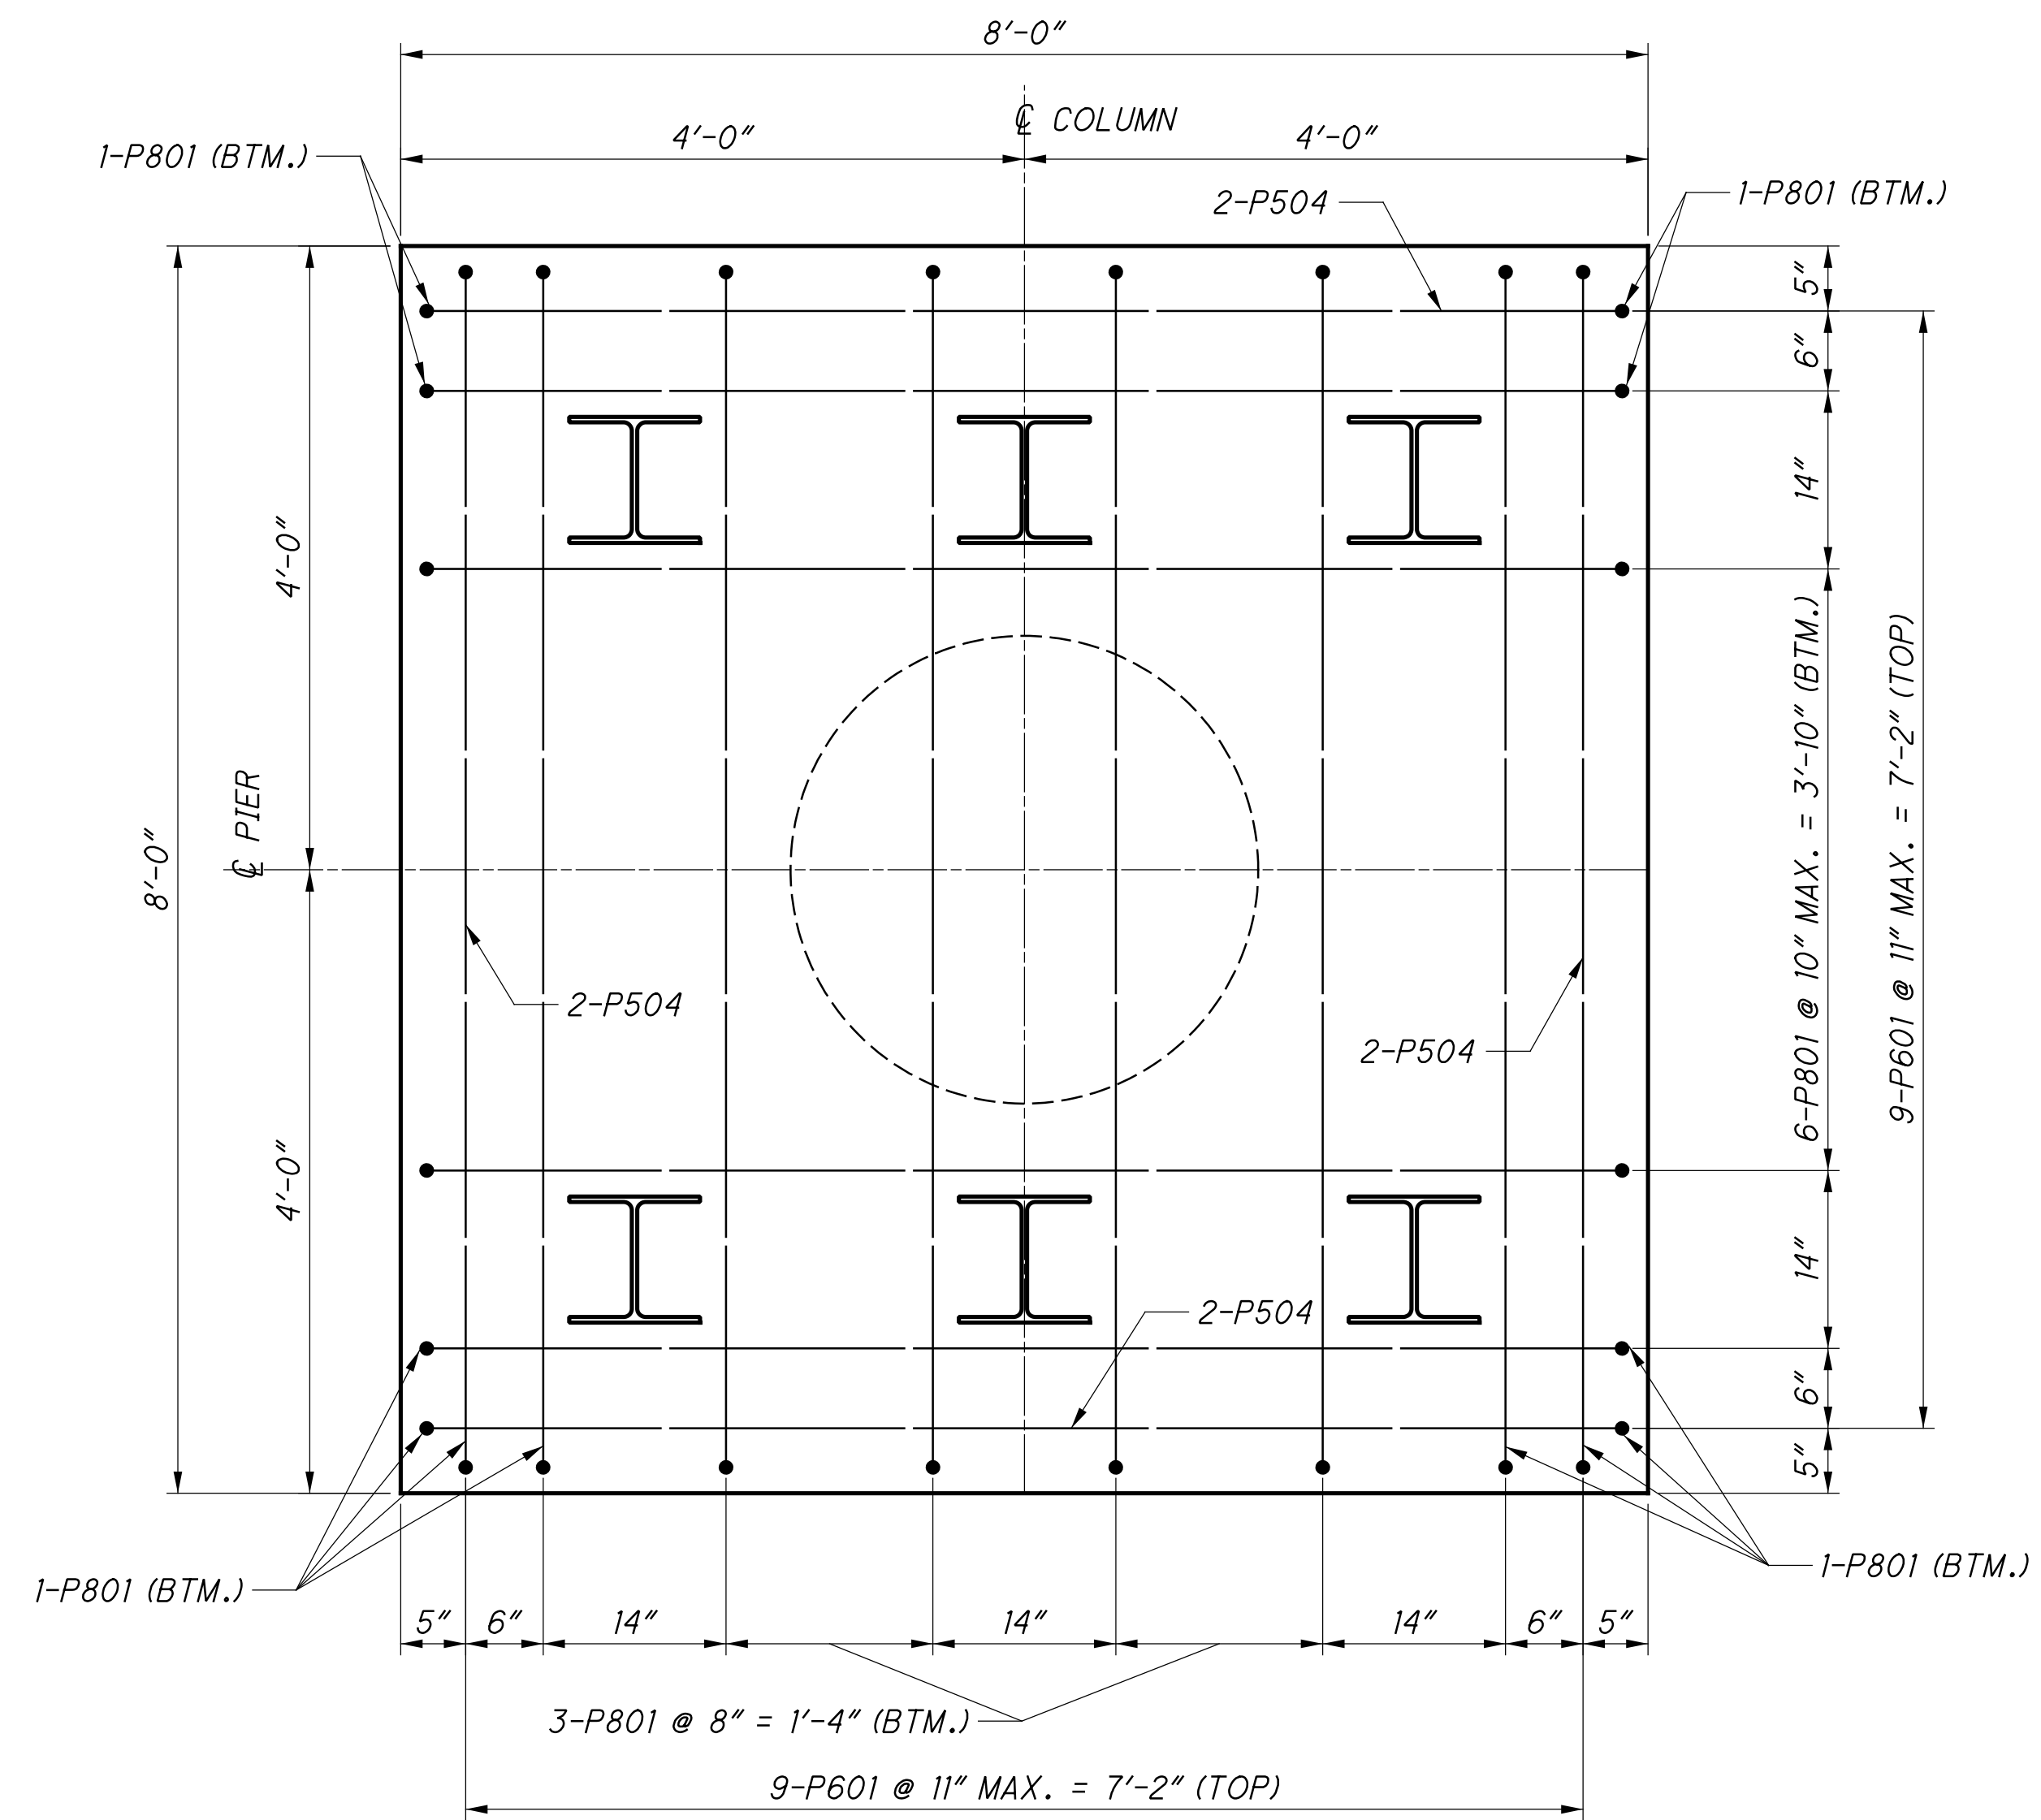 8'-0"
℄ COLUMN
4'-0"
4'-0"
1-P801 (BTM.)
2-P504
1-P801 (BTM.)
5"
6"
14"
4'-0"
6-P801 @ 10" MAX. = 3'-10" (BTM.)
9-P601 @ 11" MAX. = 7'-2" (TOP)
℄ PIER
8'-0"
2-P504
2-P504
4'-0"
14"
2-P504
6"
5"
1-P801 (BTM.)
1-P801 (BTM.)
5"
6"
14"
14"
14"
6"
5"
3-P801 @ 8" = 1'-4" (BTM.)
9-P601 @ 11" MAX. = 7'-2" (TOP)